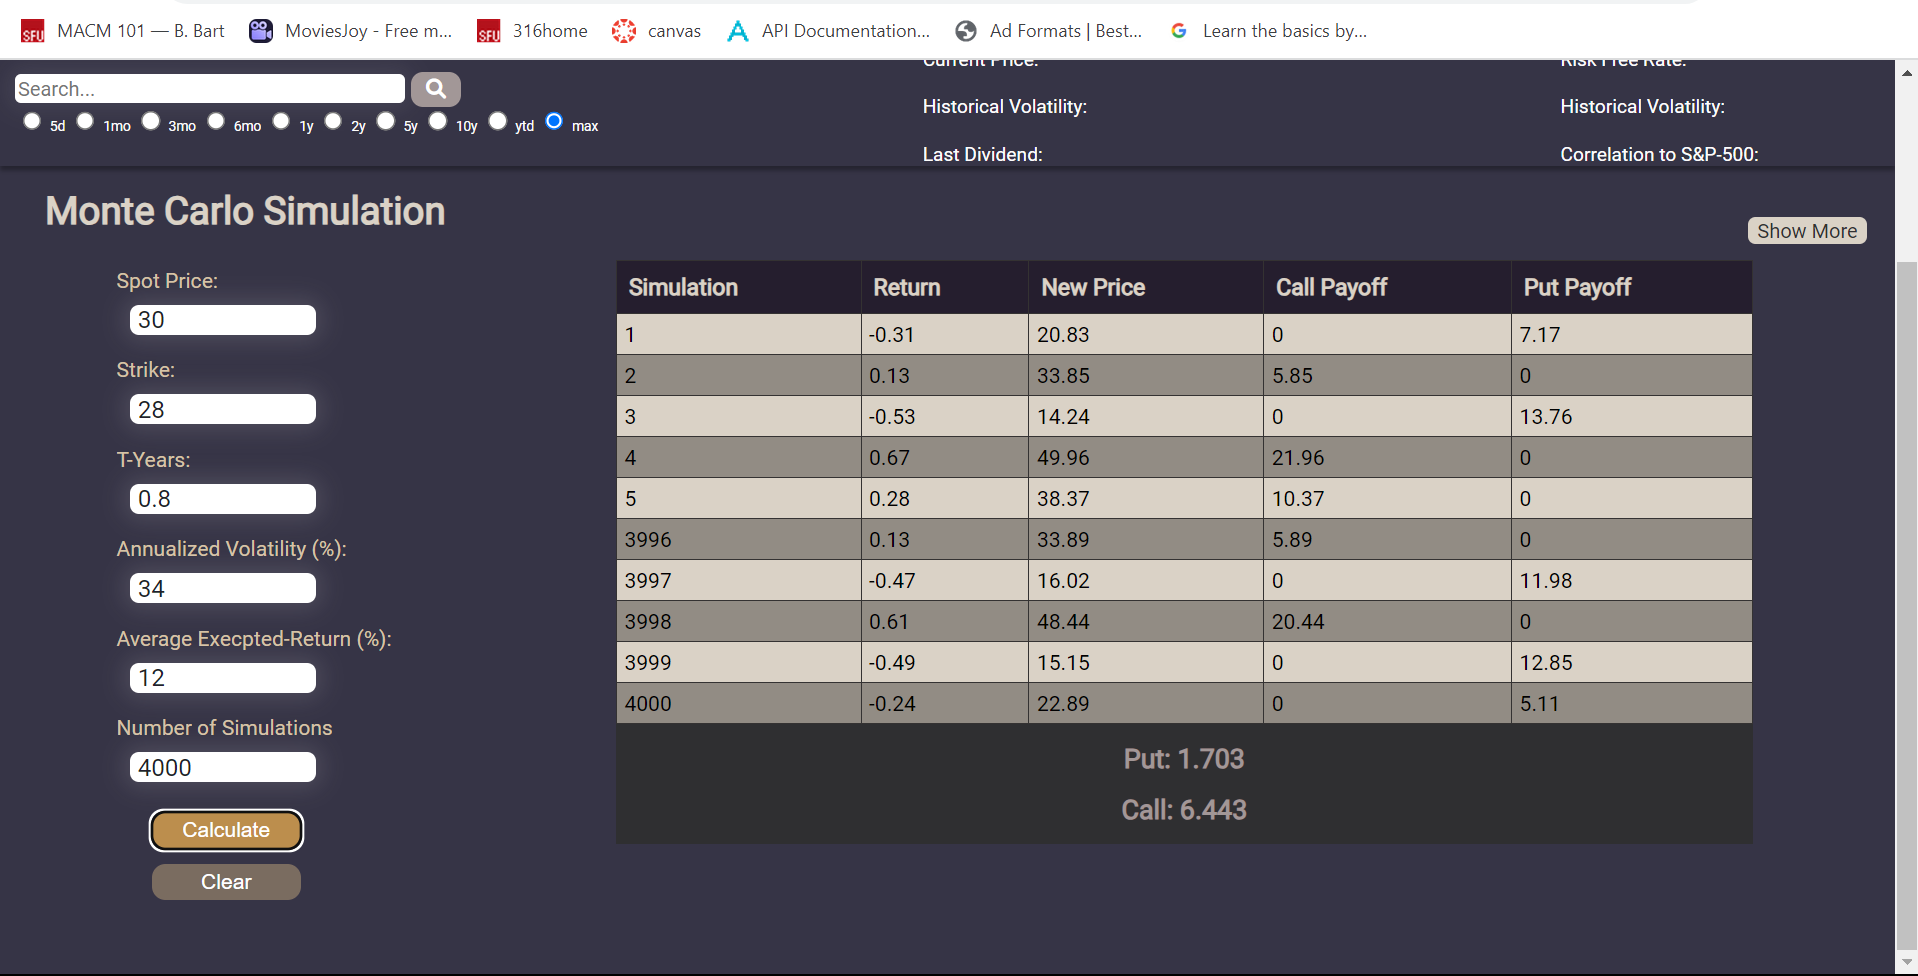 SFU MACM 101 — B. Bart MoviesJoy - Free m... SFU 316home canvas API Documentation... Ad Formats | Best... Learn the basics by...
Current Price: Risk Free Rate:
Search...
Historical Volatility: Historical Volatility:
5d 1mo 3mo 6mo 1y 2y 5y 10y ytd max
Last Dividend: Correlation to S&P-500:
Monte Carlo Simulation
Show More
Spot Price:
30
Strike:
28
T-Years:
0.8
Annualized Volatility (%):
34
Average Execpted-Return (%):
12
Number of Simulations
4000
Calculate
Clear
Simulation Return New Price Call Payoff Put Payoff
1 -0.31 20.83 0 7.17
2 0.13 33.85 5.85 0
3 -0.53 14.24 0 13.76
4 0.67 49.96 21.96 0
5 0.28 38.37 10.37 0
3996 0.13 33.89 5.89 0
3997 -0.47 16.02 0 11.98
3998 0.61 48.44 20.44 0
3999 -0.49 15.15 0 12.85
4000 -0.24 22.89 0 5.11
Put: 1.703
Call: 6.443